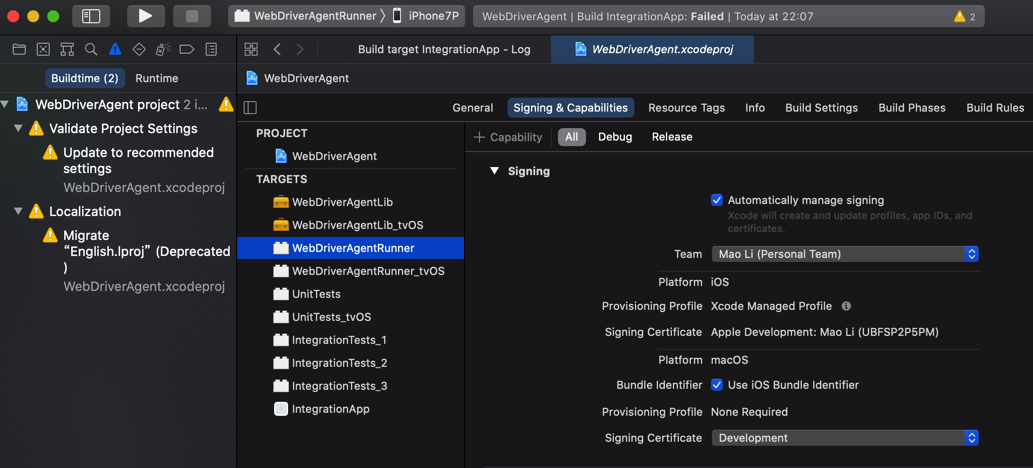 WebDriverAgentRunner 〉 iPhone7P
WebDriverAgent | Build IntegrationApp: Failed | Today at 22:07
2
Build target IntegrationApp - Log
WebDriverAgent.xcodeproj
Buildtime (2)
Runtime
WebDriverAgent
WebDriverAgent project 2 i...
Validate Project Settings
Update to recommended
settings
WebDriverAgent.xcodeproj
Localization
Migrate
“English.lproj” (Deprecated
)
WebDriverAgent.xcodeproj
General
Signing & Capabilities
Resource Tags
Info
Build Settings
Build Phases
Build Rules
PROJECT
WebDriverAgent
TARGETS
WebDriverAgentLib
WebDriverAgentLib_tvOS
WebDriverAgentRunner
WebDriverAgentRunner_tvOS
UnitTests
UnitTests_tvOS
IntegrationTests_1
IntegrationTests_2
IntegrationTests_3
IntegrationApp
+ Capability
All
Debug
Release
Signing
Automatically manage signing
Xcode will create and update profiles, app IDs, and
certificates.
Team Mao Li (Personal Team)
Platform iOS
Provisioning Profile Xcode Managed Profile
Signing Certificate Apple Development: Mao Li (UBFSP2P5PM)
Platform macOS
Bundle Identifier Use iOS Bundle Identifier
Provisioning Profile None Required
Signing Certificate Development